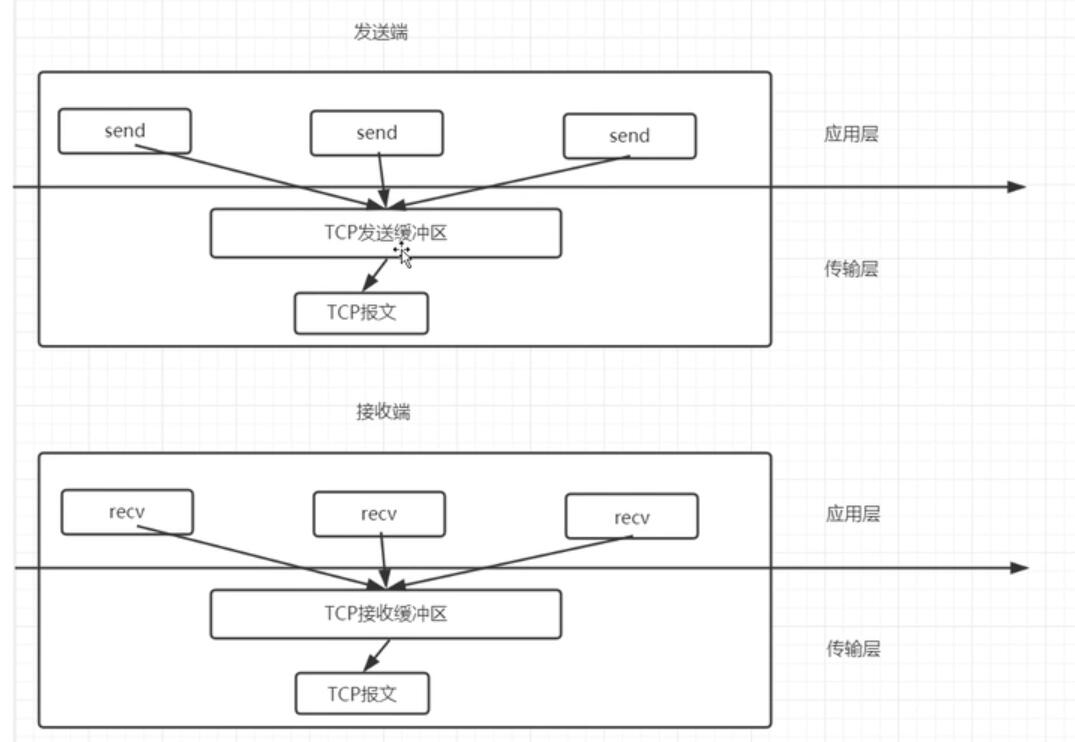 发送端
send
send
send
应用层
TCP发送缓冲区
传输层
TCP报文
接收端
recv
recv
recv
应用层
TCP接收缓冲区
传输层
TCP报文